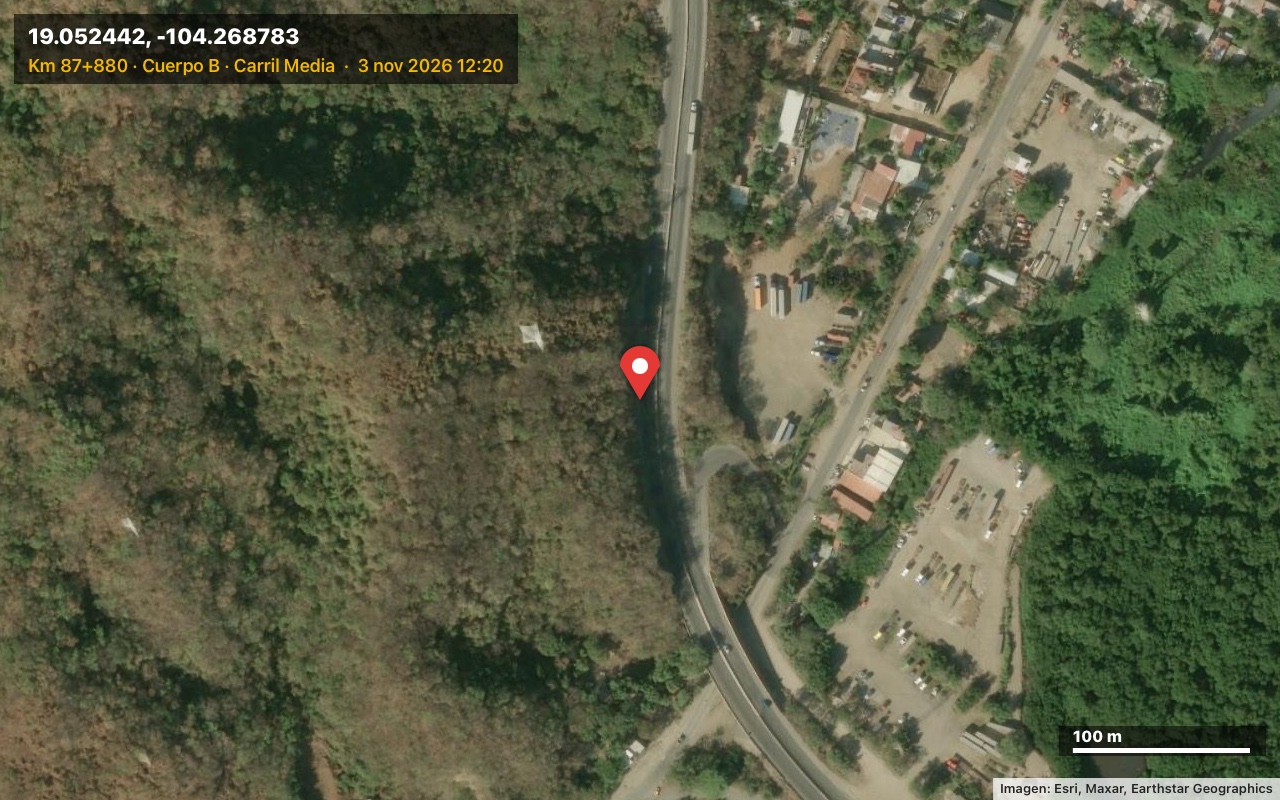 19.052442, -104.268783
Km 87+880 · Cuerpo B · Carril Media · 3 nov 2026 12:20
100 m
Imagen: Esri, Maxar, Earthstar Geographics